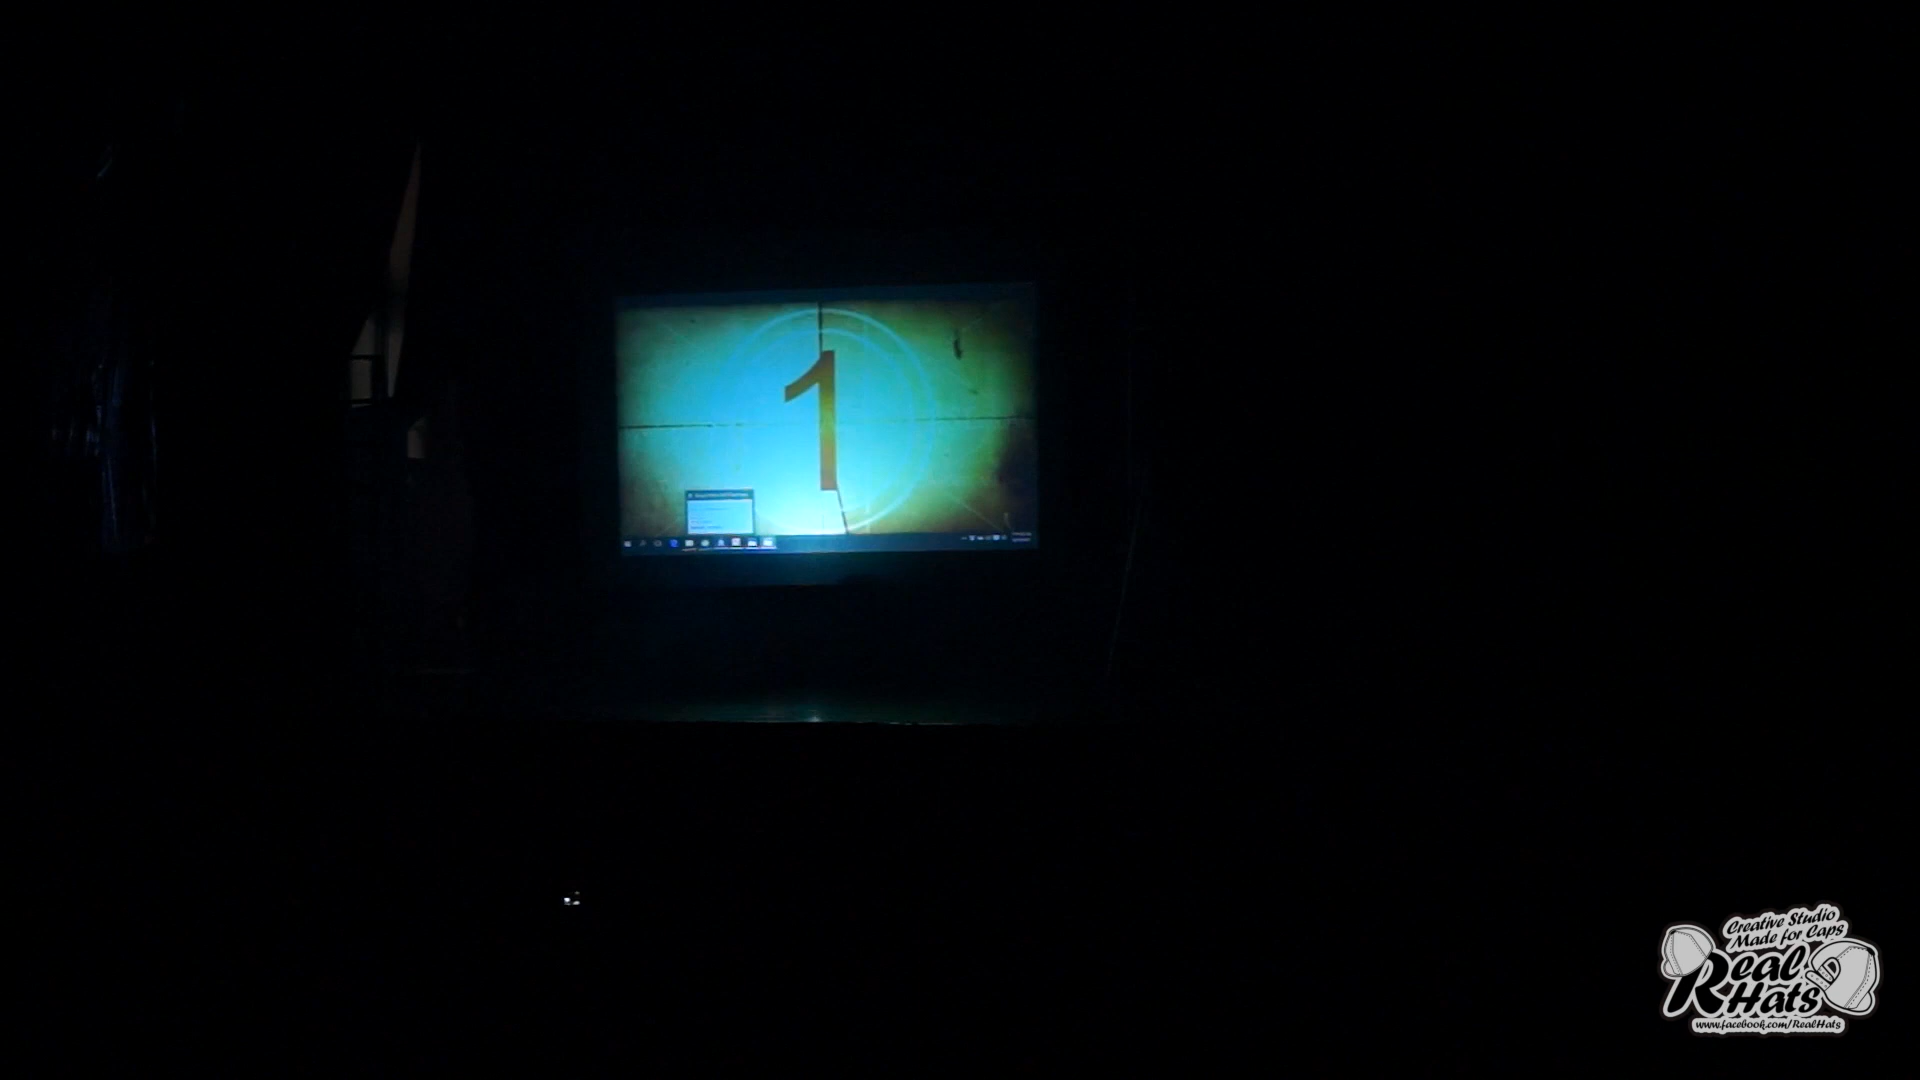 1
Creative Studio
Made for Caps
Real
Hats
www.facebook.com/RealHats